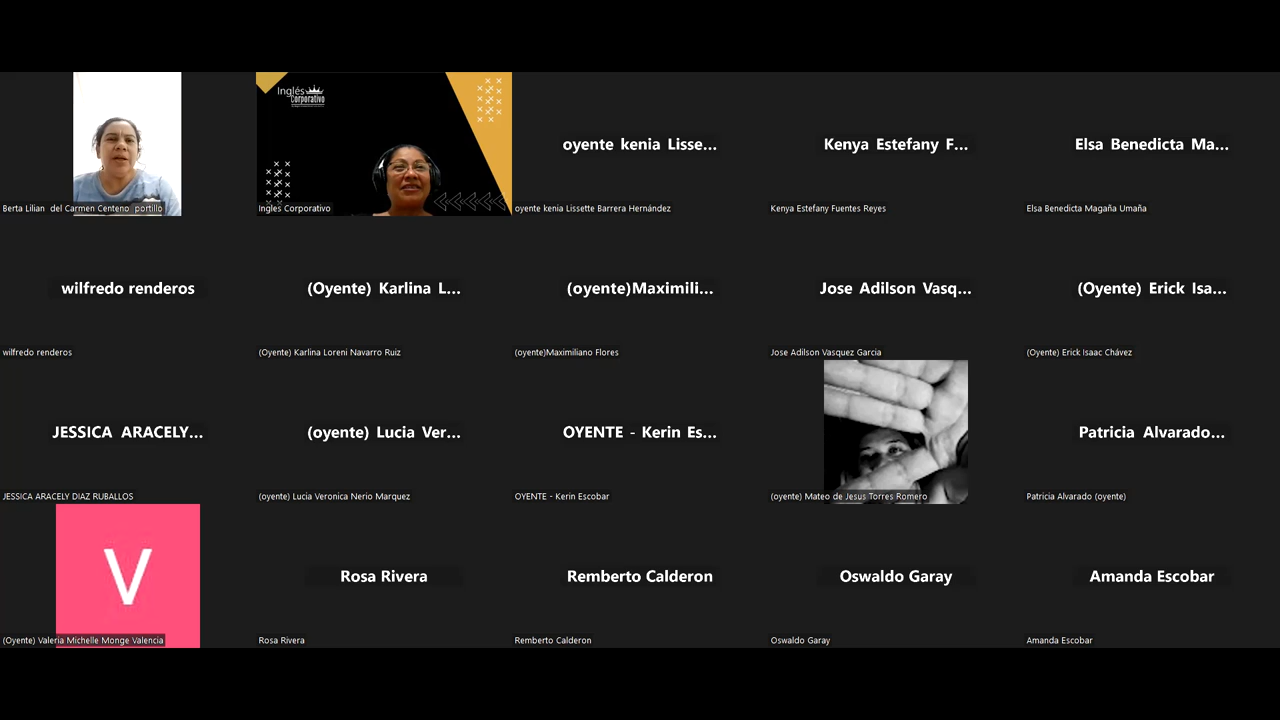 Inglés
Corporativo
oyente kenia Lisse...
Kenya Estefany F...
Elsa Benedicta Ma...
Berta Lilian del Carmen Centeno portillo
Ingles Corporativo
oyente kenia Lissette Barrera Hernández
Kenya Estefany Fuentes Reyes
Elsa Benedicta Magaña Umaña
wilfredo renderos
(Oyente) Karlina L...
(oyente)Maximili...
Jose Adilson Vasq...
(Oyente) Erick Isa...
wilfredo renderos
(Oyente) Karlina Loreni Navarro Ruiz
(oyente)Maximiliano Flores
Jose Adilson Vasquez Garcia
(Oyente) Erick Isaac Chávez
JESSICA ARACELY...
(oyente) Lucia Ver...
OYENTE - Kerin Es...
Patricia Alvarado...
JESSICA ARACELY DIAZ RUBALLOS
(oyente) Lucia Veronica Nerio Marquez
OYENTE - Kerin Escobar
(oyente) Mateo de Jesus Torres Romero
Patricia Alvarado (oyente)
V
Rosa Rivera
Remberto Calderon
Oswaldo Garay
Amanda Escobar
(Oyente) Valeria Michelle Monge Valencia
Rosa Rivera
Remberto Calderon
Oswaldo Garay
Amanda Escobar